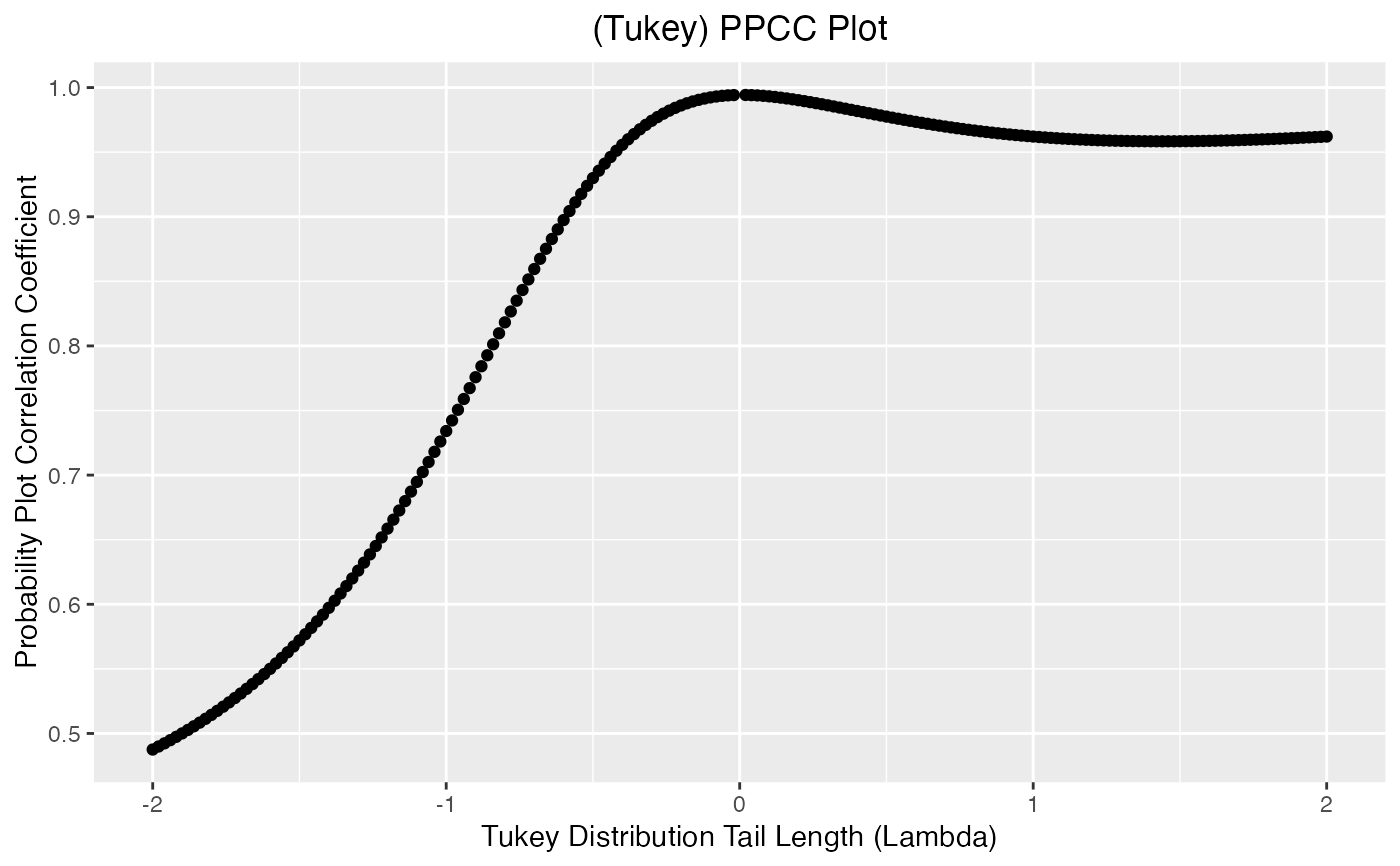 (Tukey) PPCC Plot
Probability Plot Correlation Coefficient
1.0
0.9
0.8
0.7
0.6
0.5
-2 -1 0 1 2
Tukey Distribution Tail Length (Lambda)